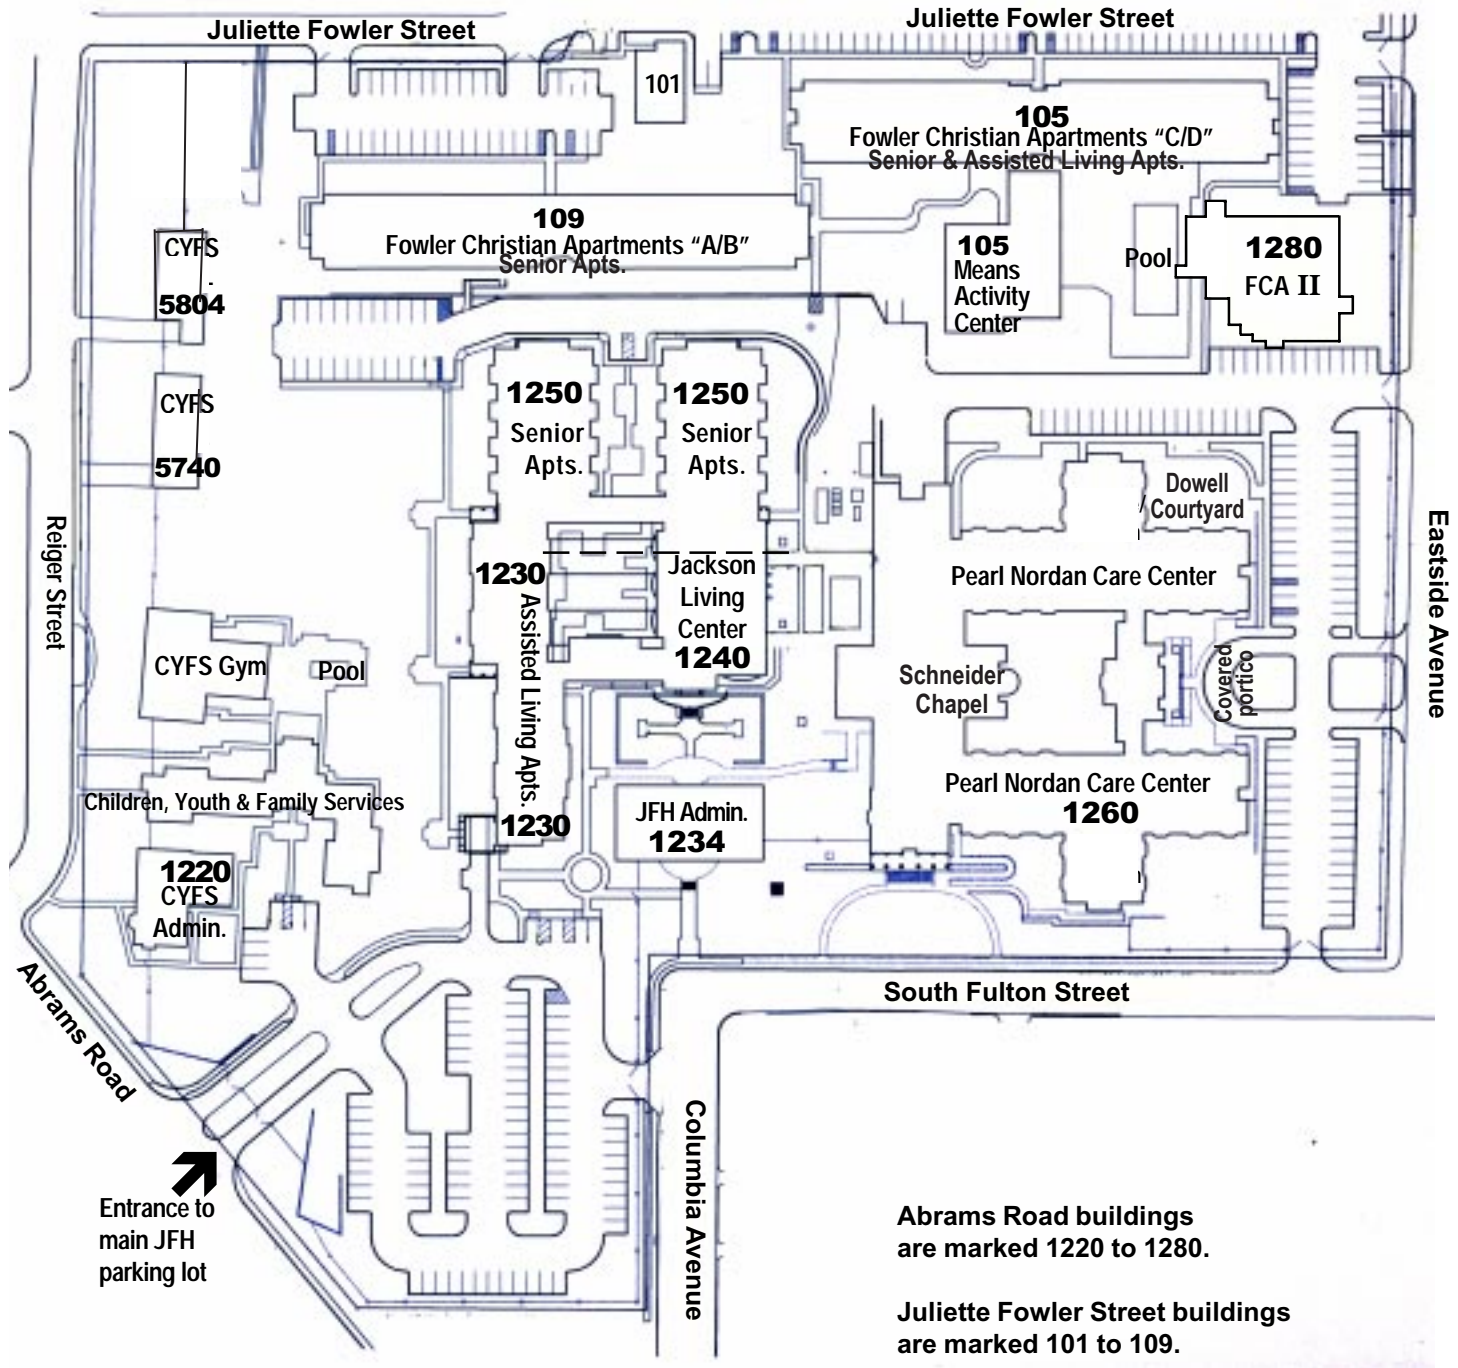 Juliette Fowler Street
Juliette Fowler Street
101
105
Fowler Christian Apartments “C/D”
Senior & Assisted Living Apts.
109
Fowler Christian Apartments “A/B”
Senior Apts.
CYFS
5804
105
Means
Activity
Center
Pool
1280
FCA II
CYFS
5740
1250
Senior
Apts.
1250
Senior
Apts.
Dowell
Courtyard
Reiger Street
Eastside Avenue
1230
Assisted Living Apts.
1230
Jackson
Living
Center
1240
Pearl Nordan Care Center
CYFS Gym
Pool
Schneider
Chapel
Covered
portico
Children, Youth & Family Services
JFH Admin.
1234
Pearl Nordan Care Center
1260
1220
CYFS
Admin.
Abrams Road
South Fulton Street
Columbia Avenue
Entrance to
main JFH
parking lot
Abrams Road buildings
are marked 1220 to 1280.
Juliette Fowler Street buildings
are marked 101 to 109.